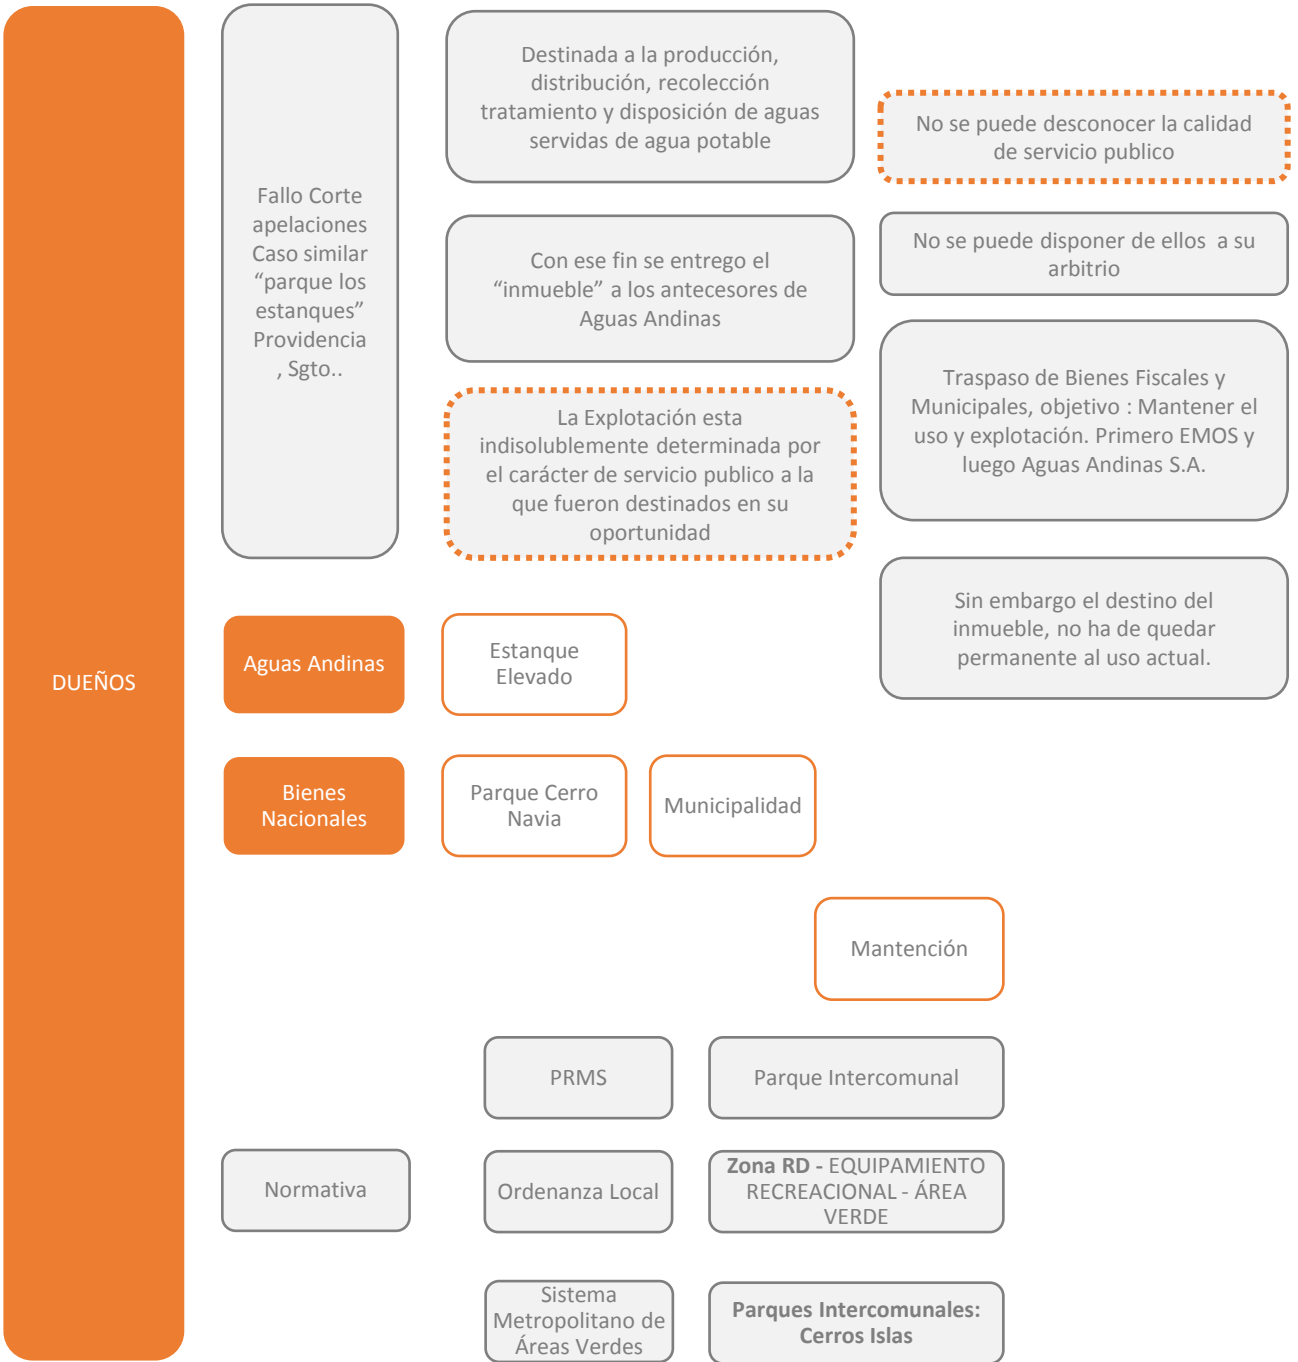 DUEÑOS
Fallo Corte
apelaciones
Caso similar
“parque los
estanques”
Providencia
, Sgto..
Destinada a la producción,
distribución, recolección
tratamiento y disposición de aguas
servidas de agua potable
Con ese fin se entrego el
“inmueble” a los antecesores de
Aguas Andinas
La Explotación esta
indisolublemente determinada por
el carácter de servicio publico a la
que fueron destinados en su
oportunidad
No se puede desconocer la calidad
de servicio publico
No se puede disponer de ellos a su
arbitrio
Traspaso de Bienes Fiscales y
Municipales, objetivo : Mantener el
uso y explotación. Primero EMOS y
luego Aguas Andinas S.A.
Sin embargo el destino del
inmueble, no ha de quedar
permanente al uso actual.
Aguas Andinas
Estanque
Elevado
Bienes
Nacionales
Parque Cerro
Navia
Municipalidad
Mantención
Normativa
PRMS
Parque Intercomunal
Ordenanza Local
Zona RD - EQUIPAMIENTO
RECREACIONAL - ÁREA
VERDE
Sistema
Metropolitano de
Áreas Verdes
Parques Intercomunales:
Cerros Islas